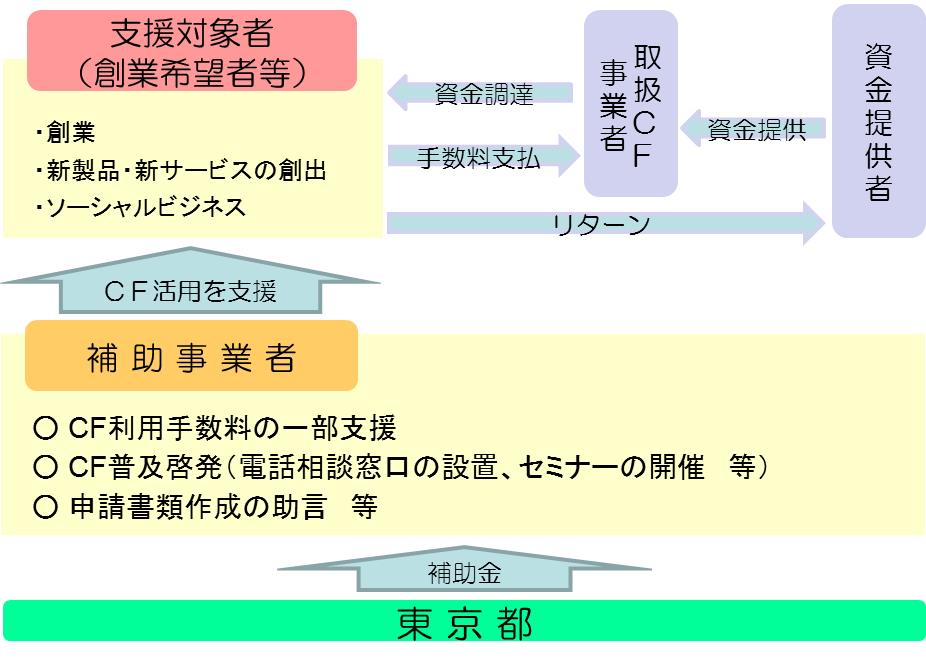 支援対象者
（創業希望者等）
・創業
・新製品・新サービスの創出
・ソーシャルビジネス
資金調達
手数料支払
リターン
取扱ＣＦ
事業者
資金提供
資金提供者
ＣＦ活用を支援
補助事業者
○ CF利用手数料の一部支援
○ CF普及啓発（電話相談窓口の設置、セミナーの開催　等）
○ 申請書類作成の助言　等
補助金
東京都